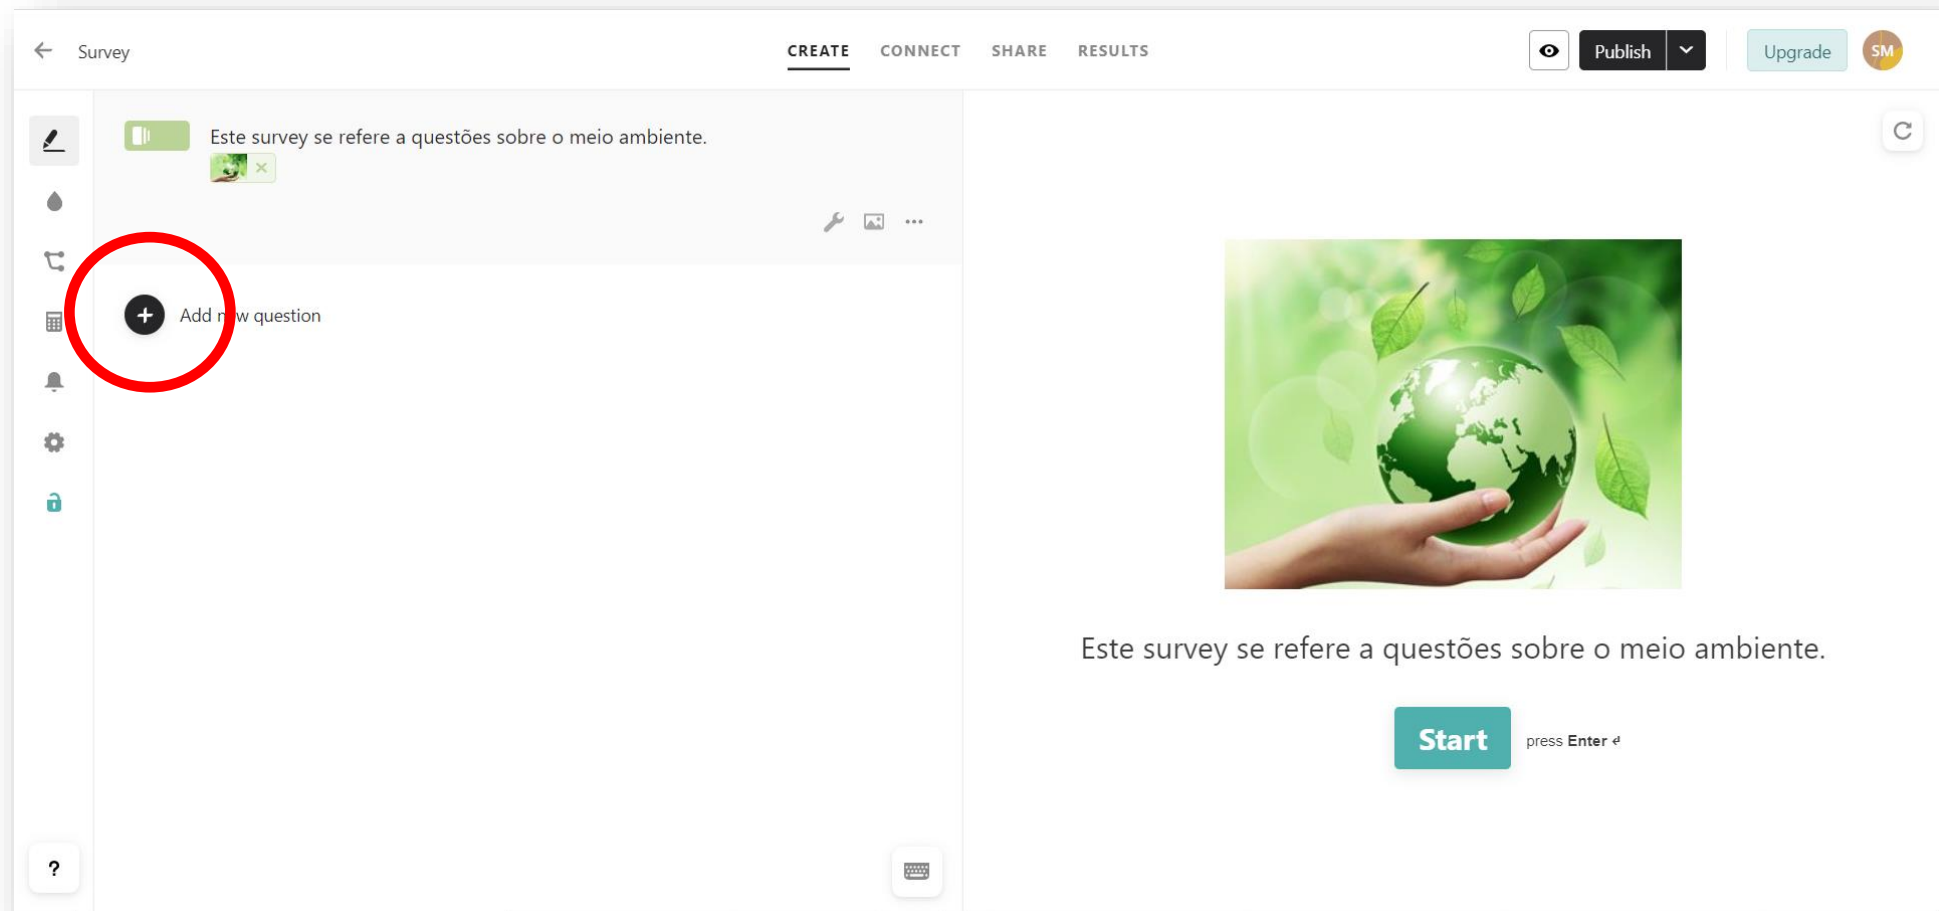 Survey
CREATE CONNECT SHARE RESULTS
Publish
Upgrade
SM
Este survey se refere a questões sobre o meio ambiente.
Add new question
Este survey se refere a questões sobre o meio ambiente.
Start press Enter ↵
?